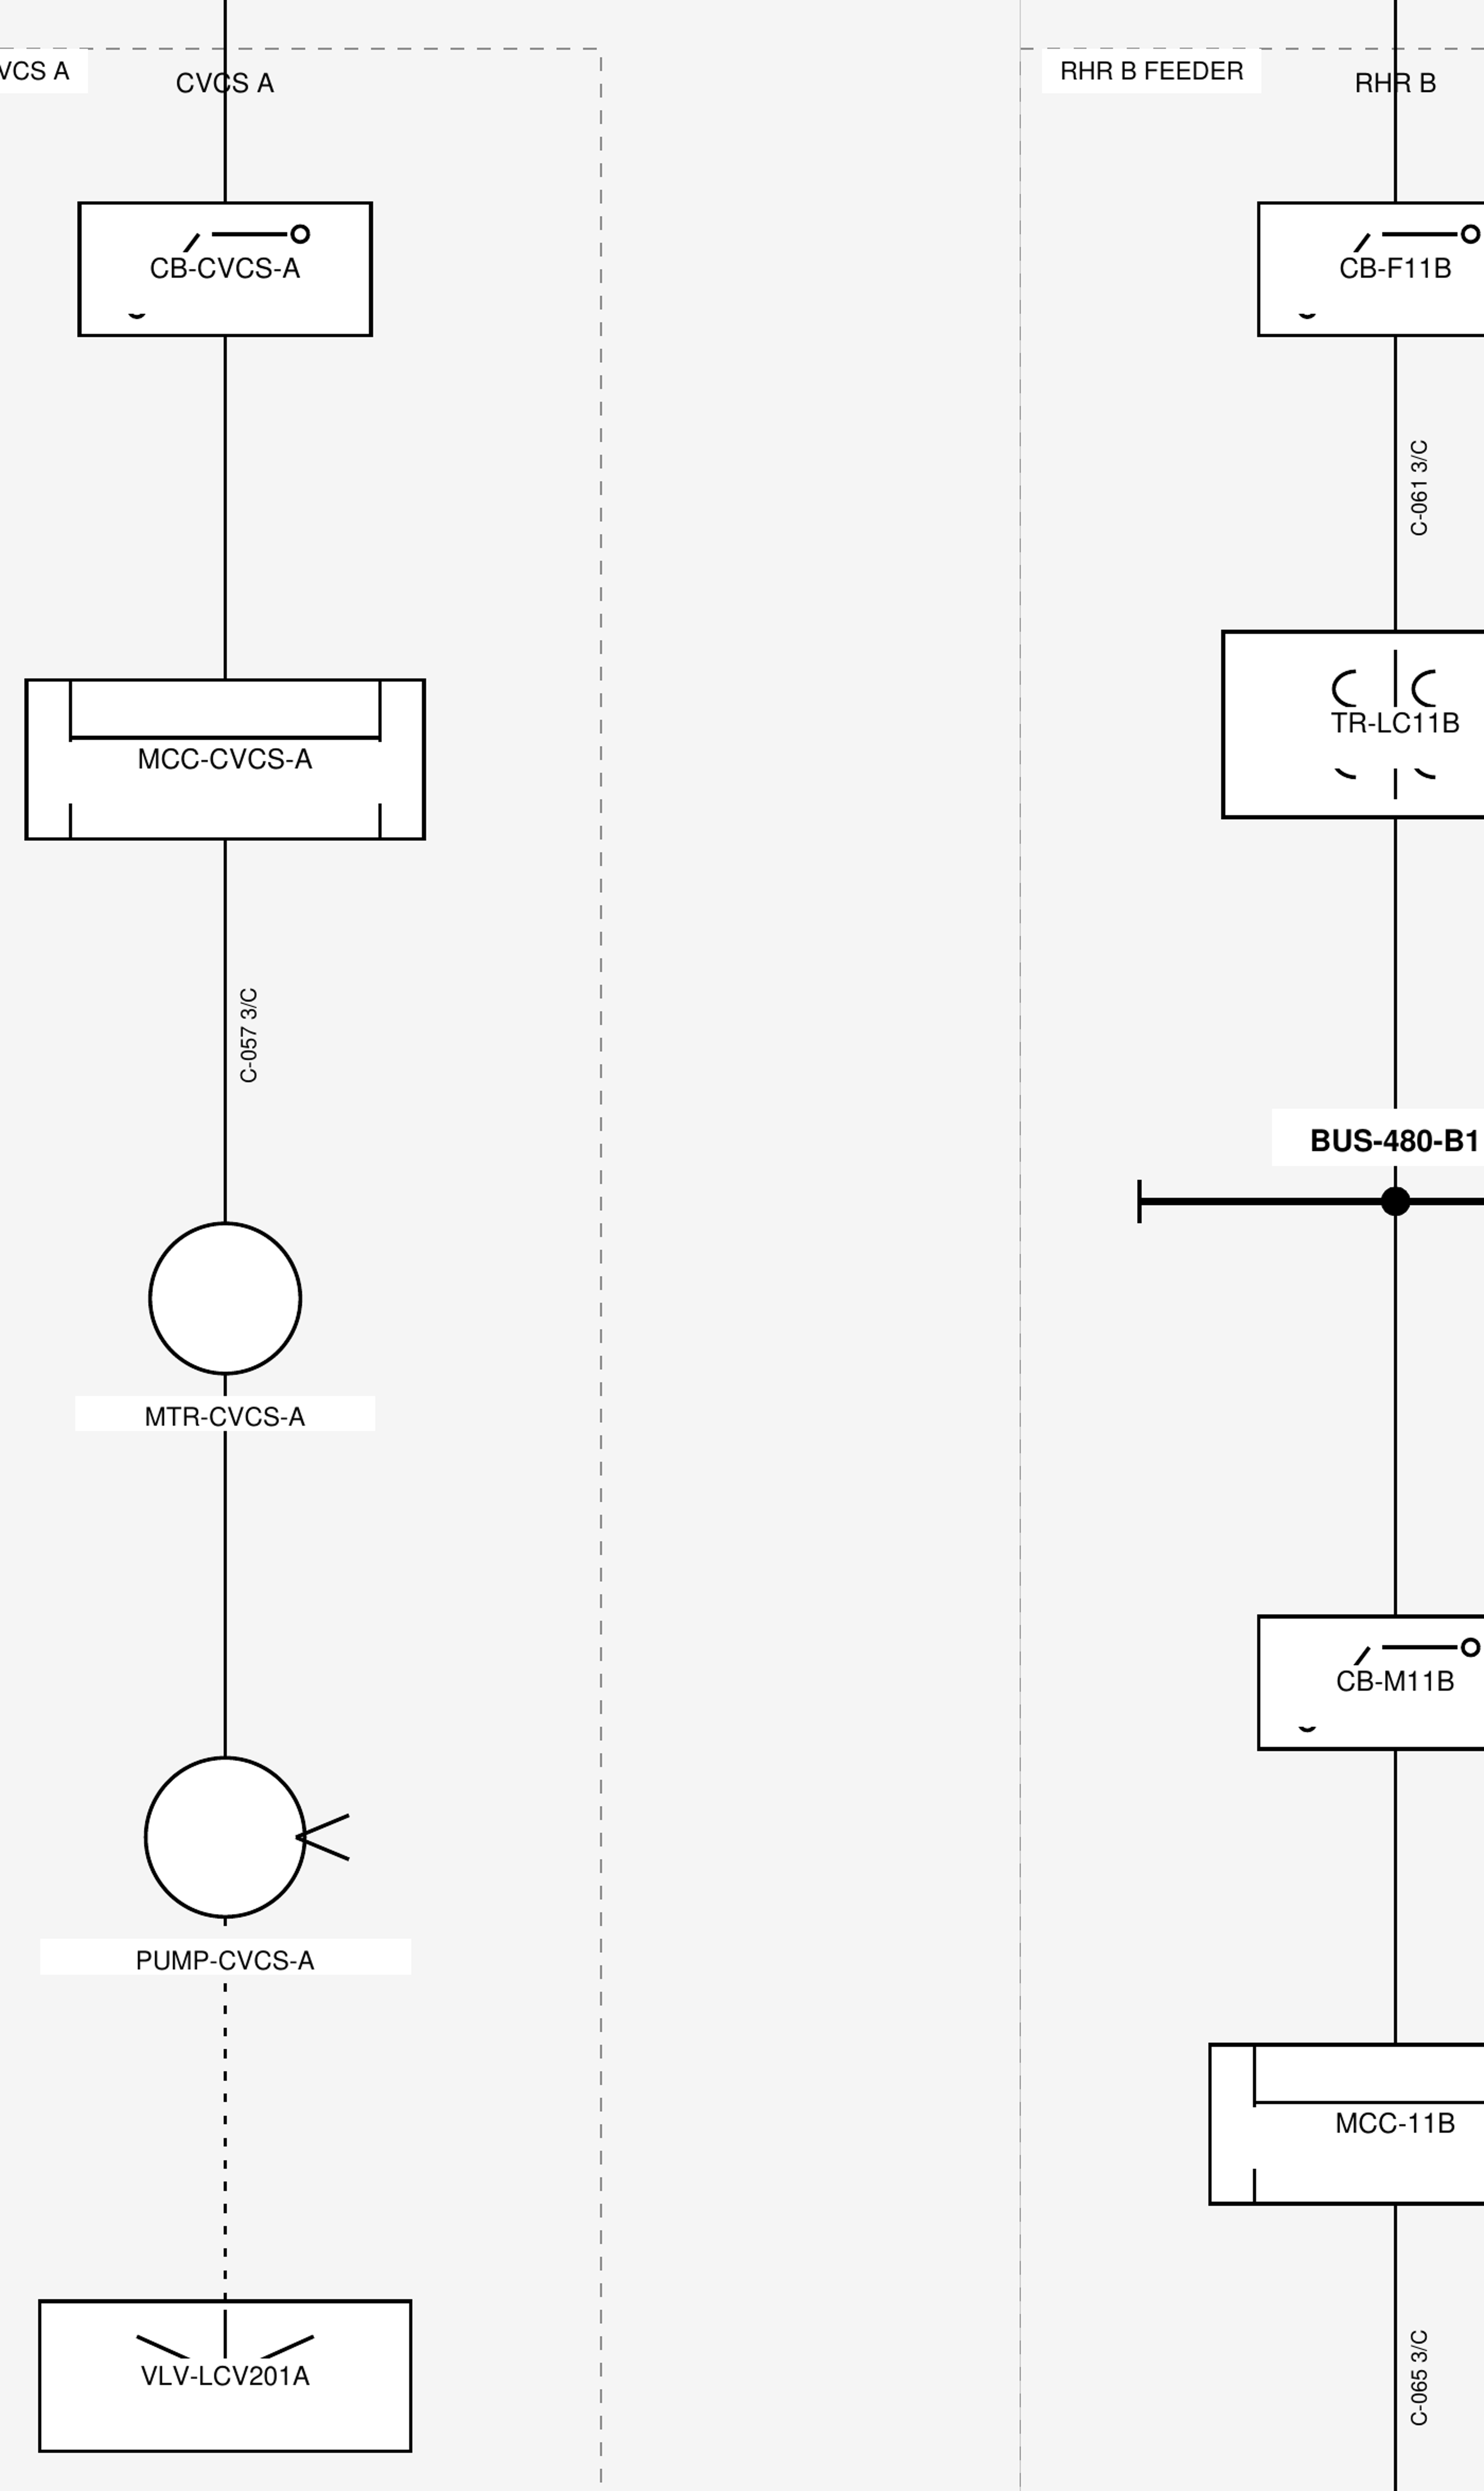 VCS A
CVCS A
CB-CVCS-A
MCC-CVCS-A
C-057 3/C
MTR-CVCS-A
PUMP-CVCS-A
VLV-LCV201A
RHR B FEEDER
RHR B
CB-F11B
C-061 3/C
TR-LC11B
BUS-480-B1
CB-M11B
MCC-11B
C-065 3/C